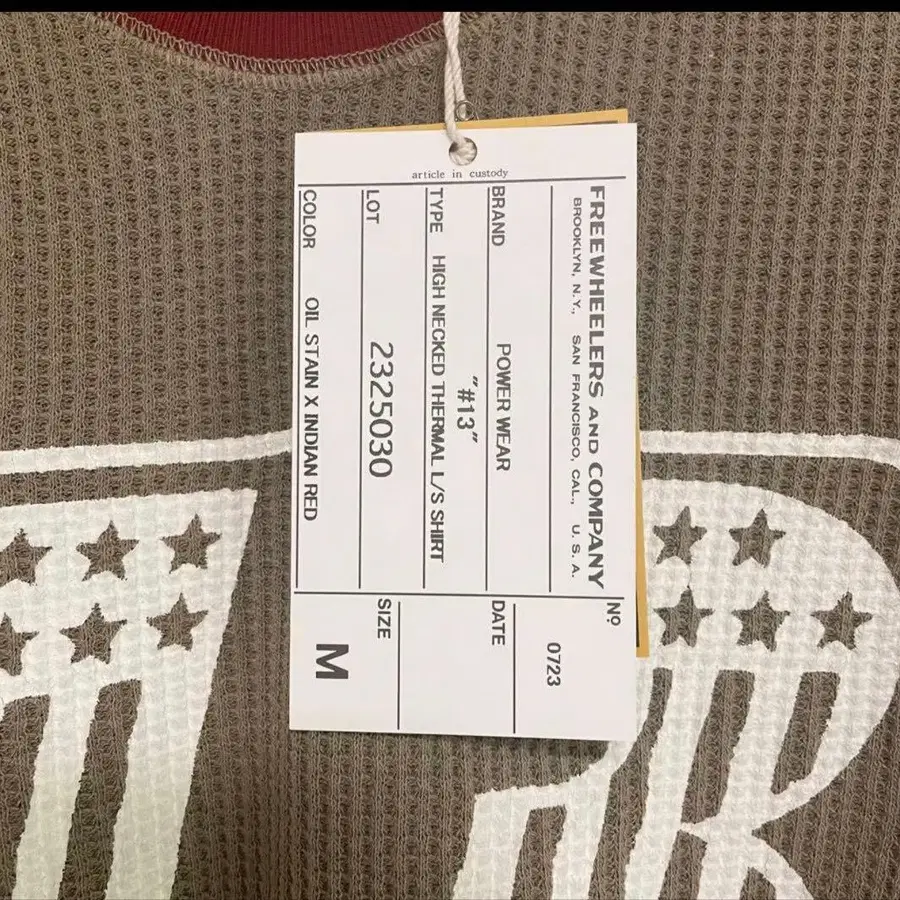 article in custody
FREEWHEELERS AND COMPANY
BROOKLYN, N.Y., SAN FRANCISCO, CAL., U. S. A.
Nº 0723
BRAND POWER WEAR
DATE
"#13"
TYPE HIGH NECKED THERMAL L/S SHIRT
LOT 2325030
SIZE M
COLOR OIL STAIN X INDIAN RED